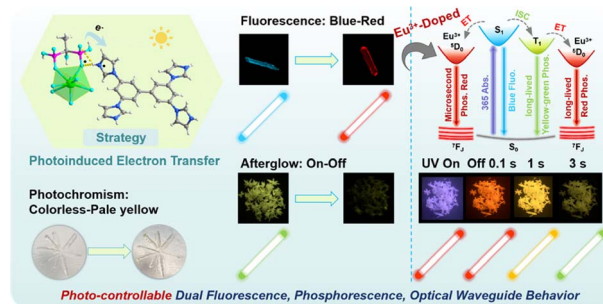 e-
Strategy
Photoinduced Electron Transfer
Photochromism:
Colorless-Pale yellow
Fluorescence: Blue-Red
Afterglow: On-Off
Eu³⁺-Doped
ET
ISC
ET
Eu³⁺
⁵D₀
S₁
T₁
Eu³⁺
⁵D₀
Microsecond
Phos. Red
365 Abs.
Blue Fluo.
long-lived
Yellow-green Phos.
long-lived
Red Phos.
⁷F_J
S₀
⁷F_J
UV On Off 0.1 s 1 s 3 s
Photo-controllable Dual Fluorescence, Phosphorescence, Optical Waveguide Behavior